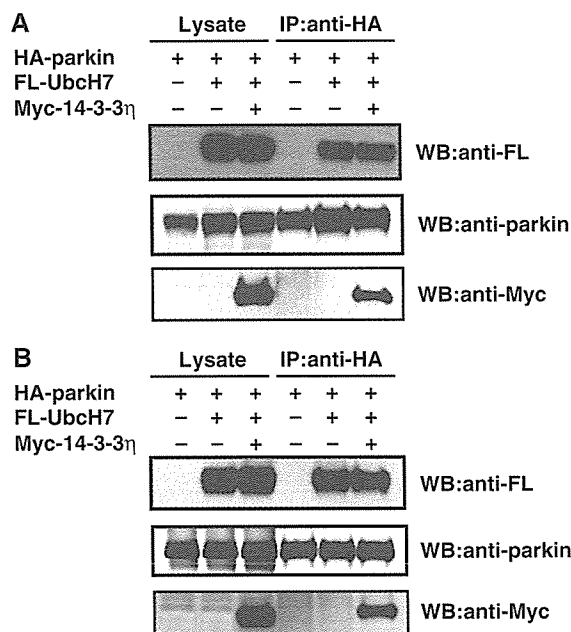 A
Lysate IP:anti-HA
HA-parkin + + + + + +
FL-UbcH7 – + + – + +
Myc-14-3-3η – – + – – +
WB:anti-FL
WB:anti-parkin
WB:anti-Myc
B
Lysate IP:anti-HA
HA-parkin + + + + + +
FL-UbcH7 – + + – + +
Myc-14-3-3η – – + – – +
WB:anti-FL
WB:anti-parkin
WB:anti-Myc